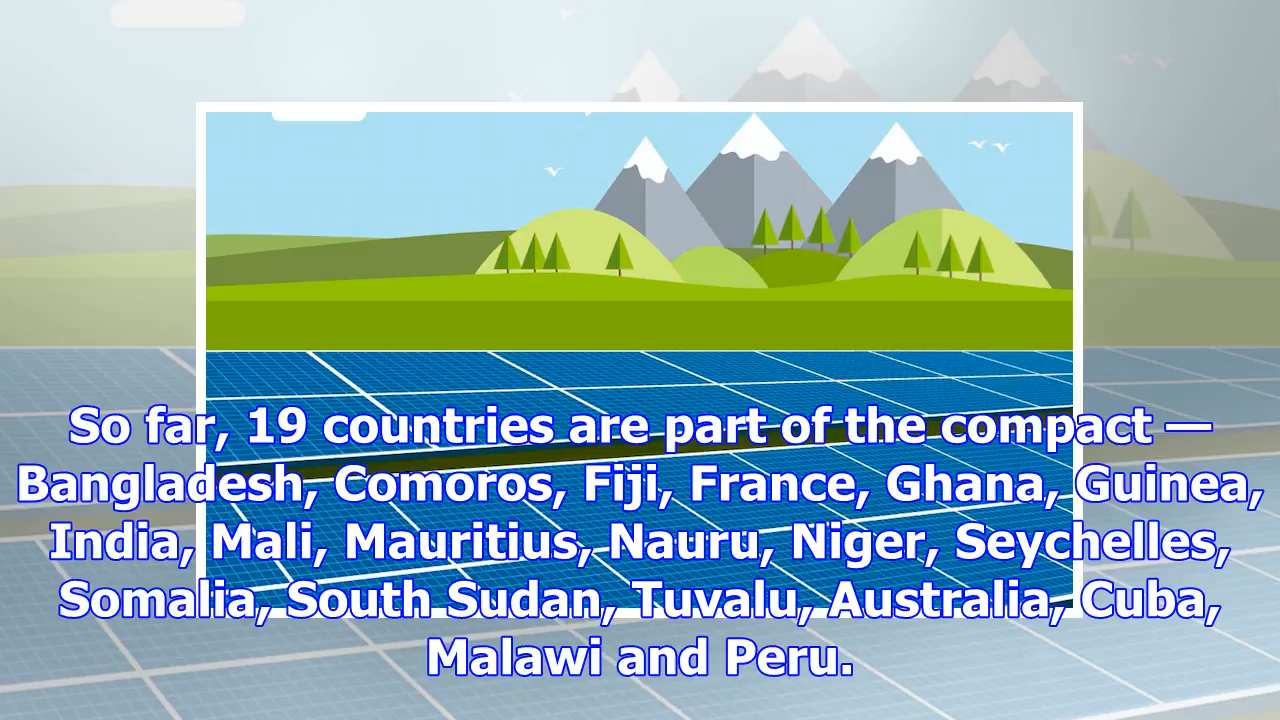 So far, 19 countries are part of the compact —
Bangladesh, Comoros, Fiji, France, Ghana, Guinea,
India, Mali, Mauritius, Nauru, Niger, Seychelles,
Somalia, South Sudan, Tuvalu, Australia, Cuba,
Malawi and Peru.